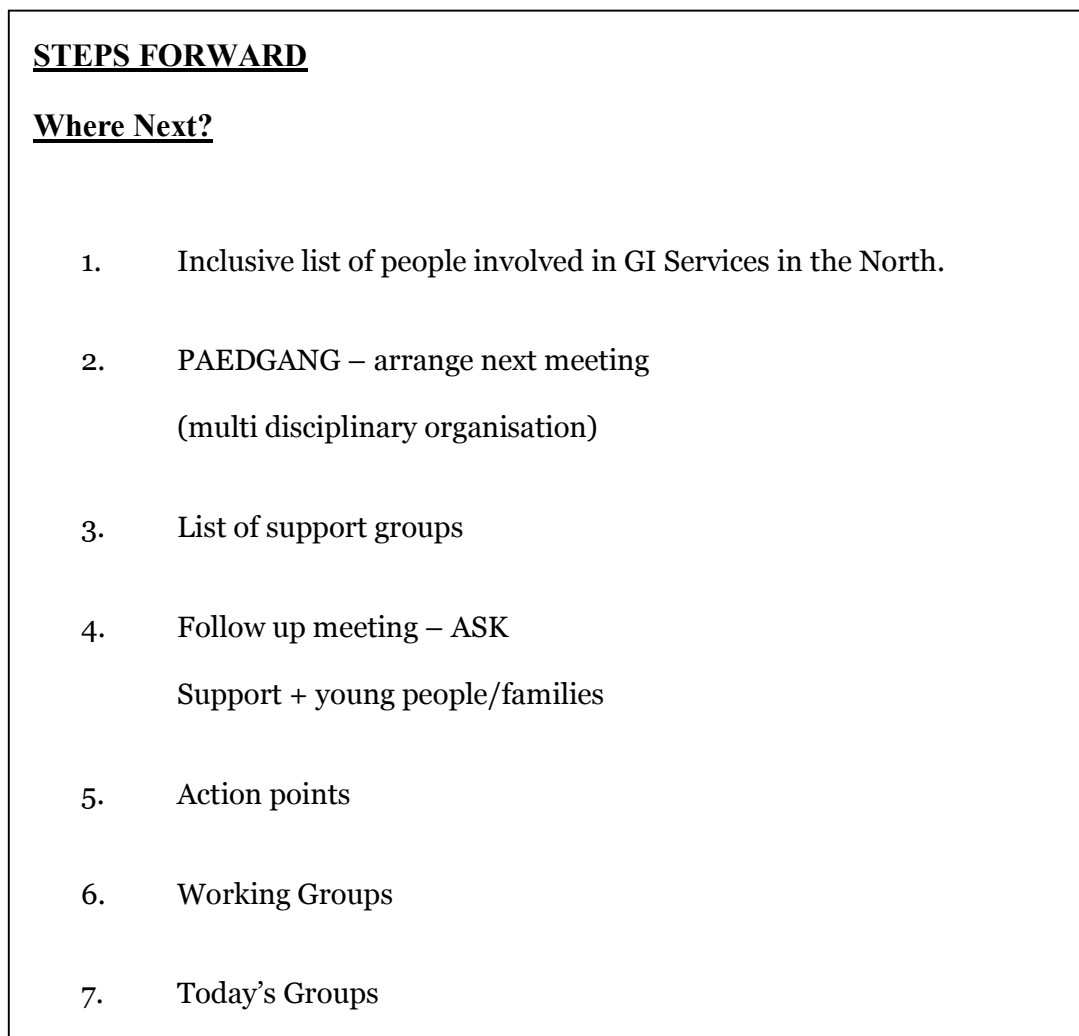 STEPS FORWARD
Where Next?
1. Inclusive list of people involved in GI Services in the North.
2. PAEDGANG – arrange next meeting
(multi disciplinary organisation)
3. List of support groups
4. Follow up meeting – ASK
Support + young people/families
5. Action points
6. Working Groups
7. Today’s Groups